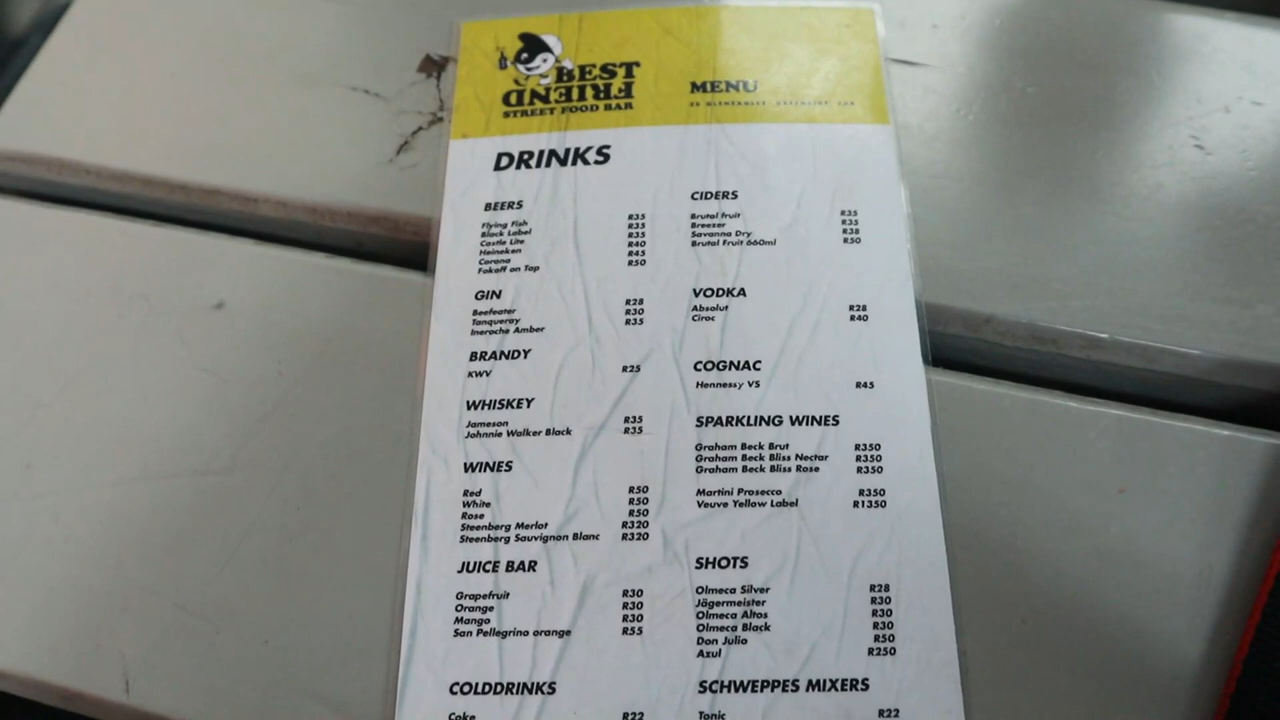 BEST
FRIEND
STREET FOOD BAR
MENU
DRINKS
BEERS
Flying Fish R35
Black Label R35
Castle Lite R35
Heineken R40
Corona R45
Fokoff on Tap R50
GIN
Beefeater R28
Tanqueray R30
Ineroche Amber R35
BRANDY
KWV R25
WHISKEY
Jameson R35
Johnnie Walker Black R35
WINES
Red R50
White R50
Rose R50
Steenberg Merlot R320
Steenberg Sauvignon Blanc R320
JUICE BAR
Grapefruit R30
Orange R30
Mango R30
San Pellegrino orange R55
COLDDRINKS
Coke R22
CIDERS
Brutal fruit R35
Breezer R35
Savanna Dry R38
Brutal Fruit 660ml R50
VODKA
Absolut R28
Ciroc R40
COGNAC
Hennessy VS R45
SPARKLING WINES
Graham Beck Brut R350
Graham Beck Bliss Nectar R350
Graham Beck Bliss Rose R350
Martini Prosecco R350
Veuve Yellow Label R1350
SHOTS
Olmeca Silver R28
Jägermeister R30
Olmeca Altos R30
Olmeca Black R30
Don Julio R50
Azul R250
SCHWEPPES MIXERS
Tonic R22